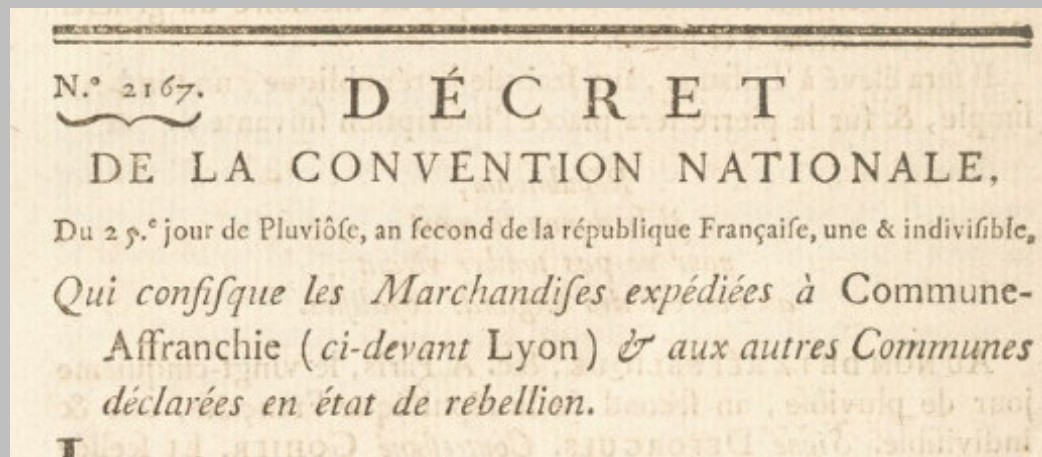 N.º 2167. DÉCRET
DE LA CONVENTION NATIONALE,
Du 25.e jour de Pluviôſe, an ſecond de la république Françaiſe, une & indiviſible,
Qui confiſque les Marchandiſes expédiées à Commune-
Affranchie (ci-devant Lyon) & aux autres Communes
déclarées en état de rébellion.